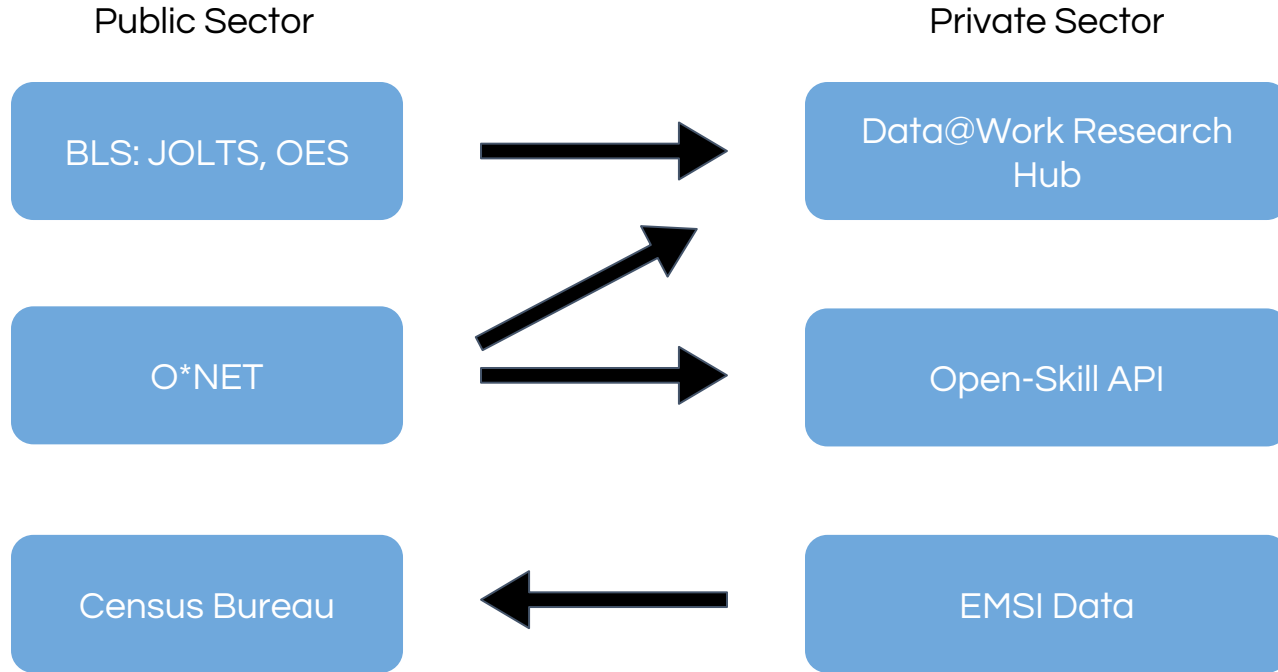 Public Sector
Private Sector
BLS: JOLTS, OES
Data@Work Research
Hub
O*NET
Open-Skill API
Census Bureau
EMSI Data